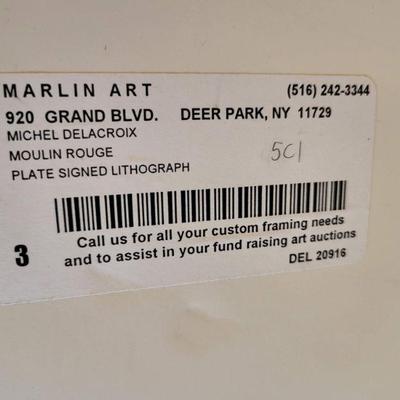 MARLIN ART (516) 242-3344
920 GRAND BLVD. DEER PARK, NY 11729
MICHEL DELACROIX
MOULIN ROUGE 5C1
PLATE SIGNED LITHOGRAPH
3 Call us for all your custom framing needs
and to assist in your fund raising art auctions
DEL 20916